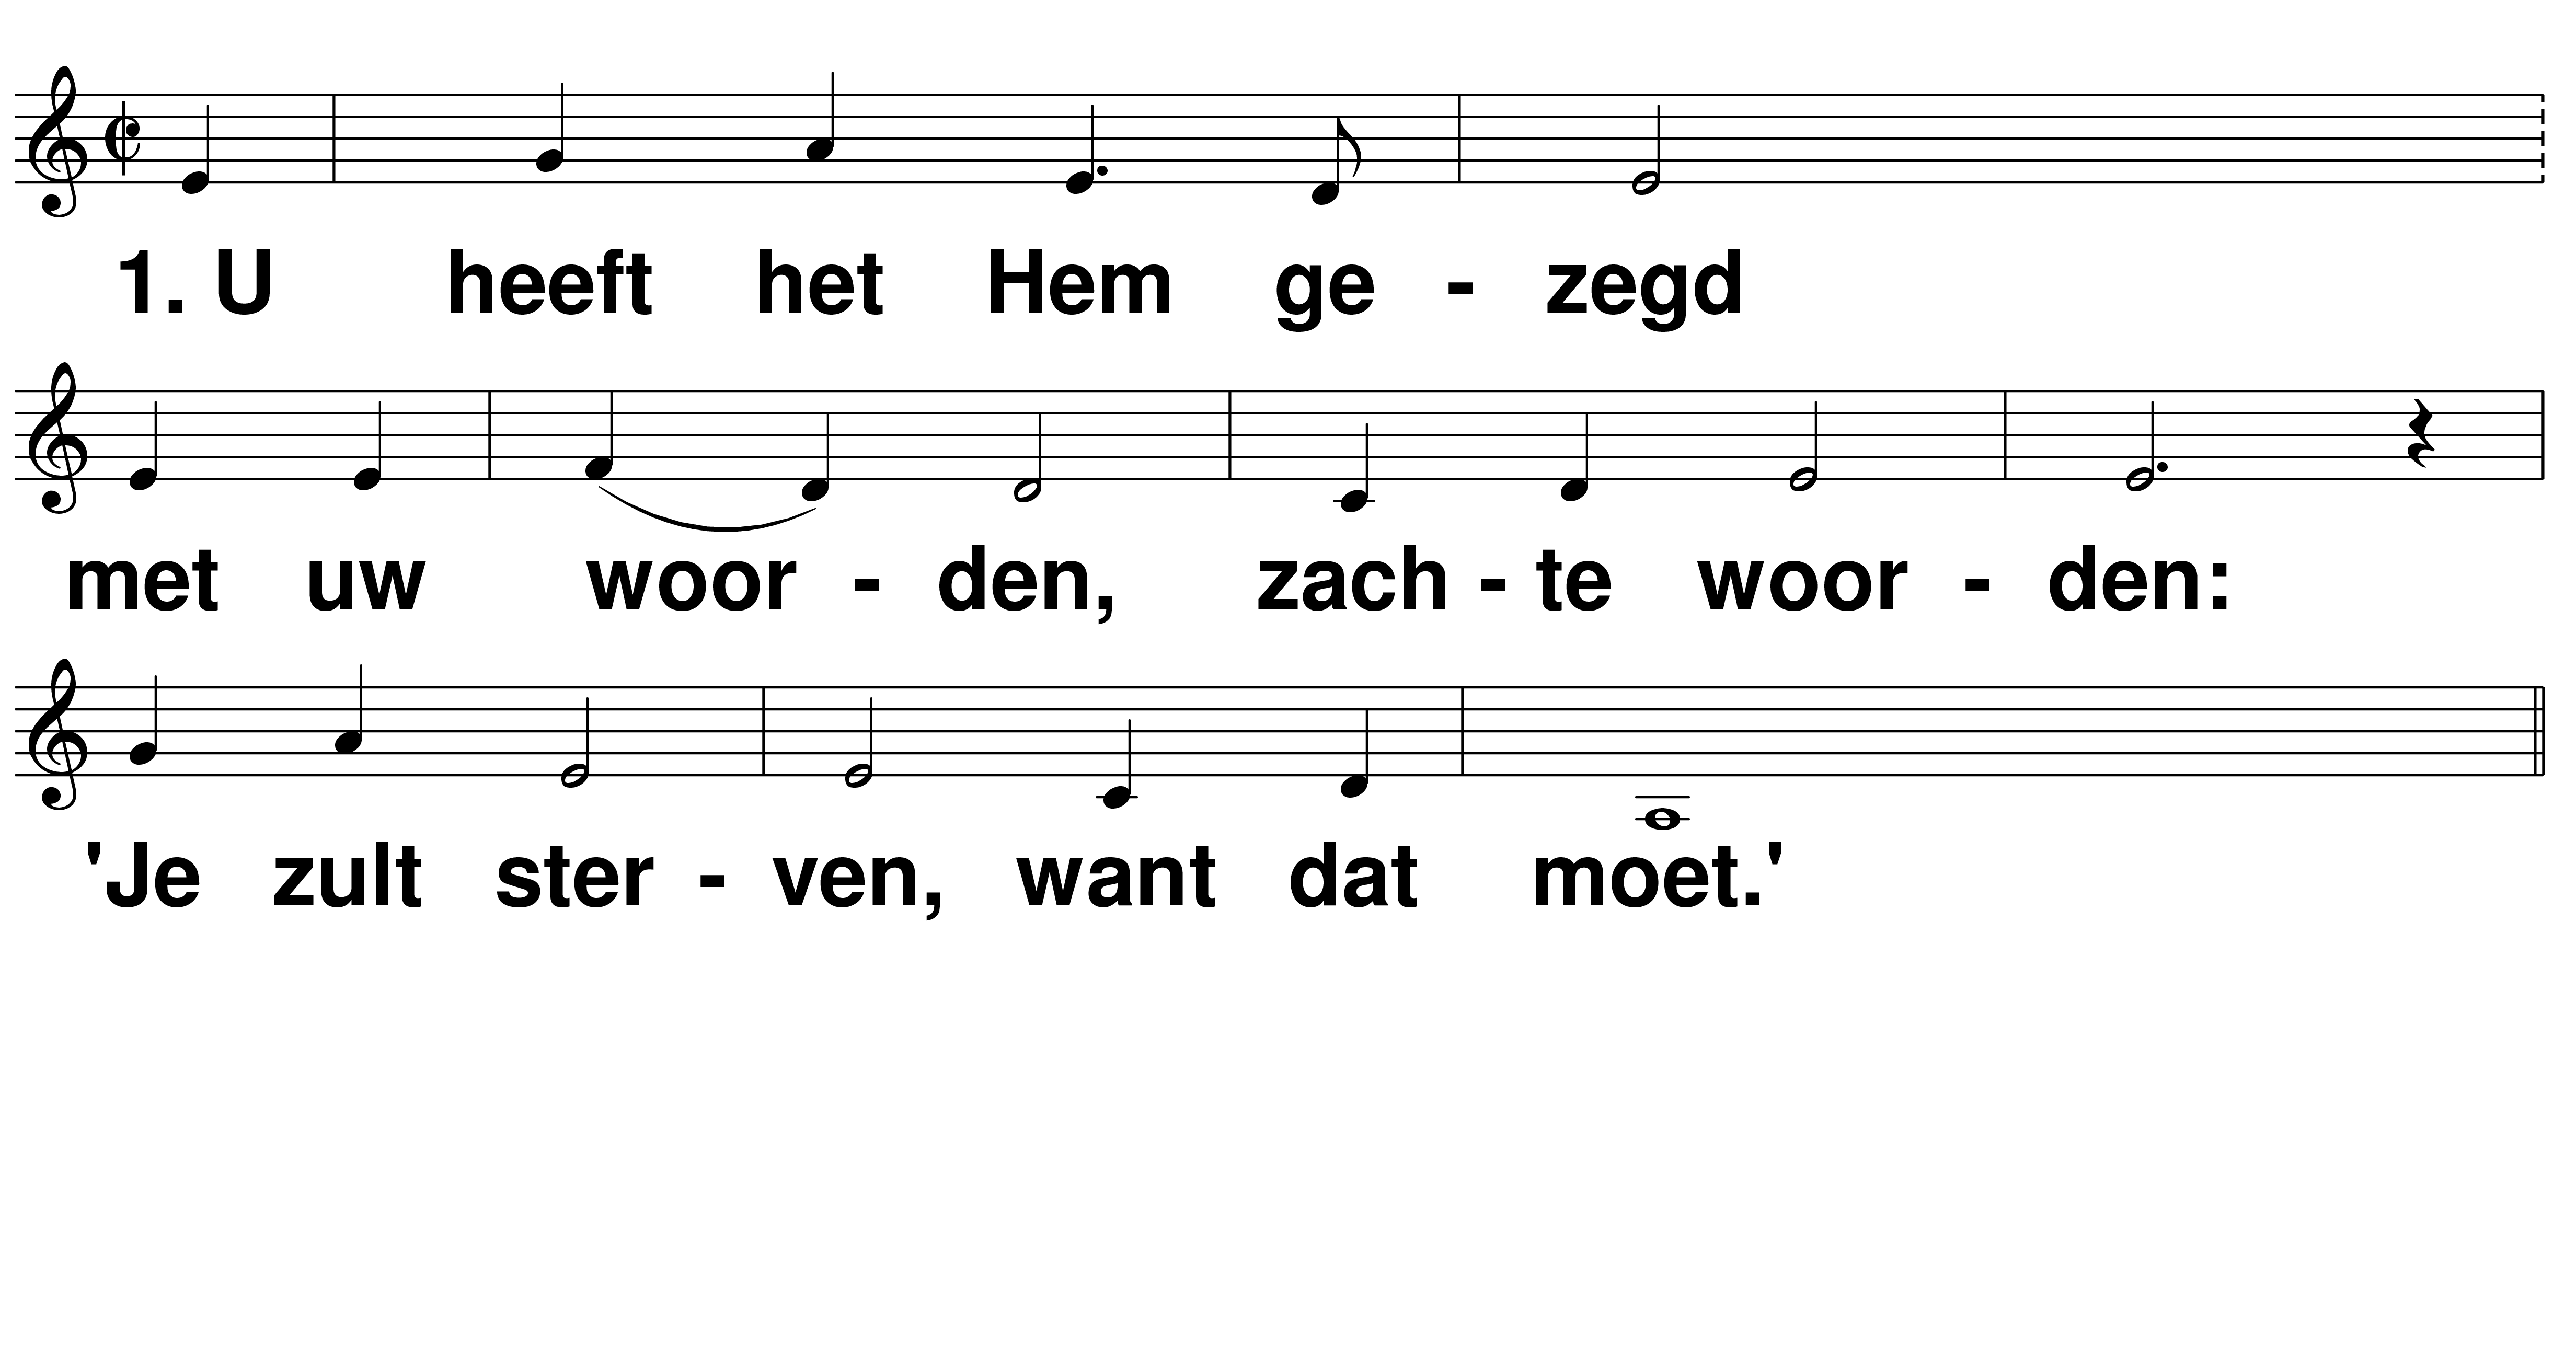 1. U heeft het Hem ge - zegd
met uw woor - den, zach - te woor - den:
'Je zult ster - ven, want dat moet.'